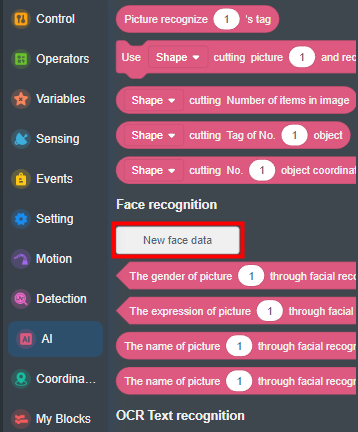 Control
Operators
Variables
Sensing
Events
Setting
Motion
Detection
AI
AI
Coordina...
My Blocks
Picture recognize 1 's tag
Use Shape cutting picture 1 and rec
Shape cutting Number of items in image
Shape cutting Tag of No. 1 object
Shape cutting No. 1 object coordinat
Face recognition
New face data
The gender of picture 1 through facial reco
The expression of picture 1 through facial
The name of picture 1 through facial recogn
The name of picture 1 through facial recogn
OCR Text recognition